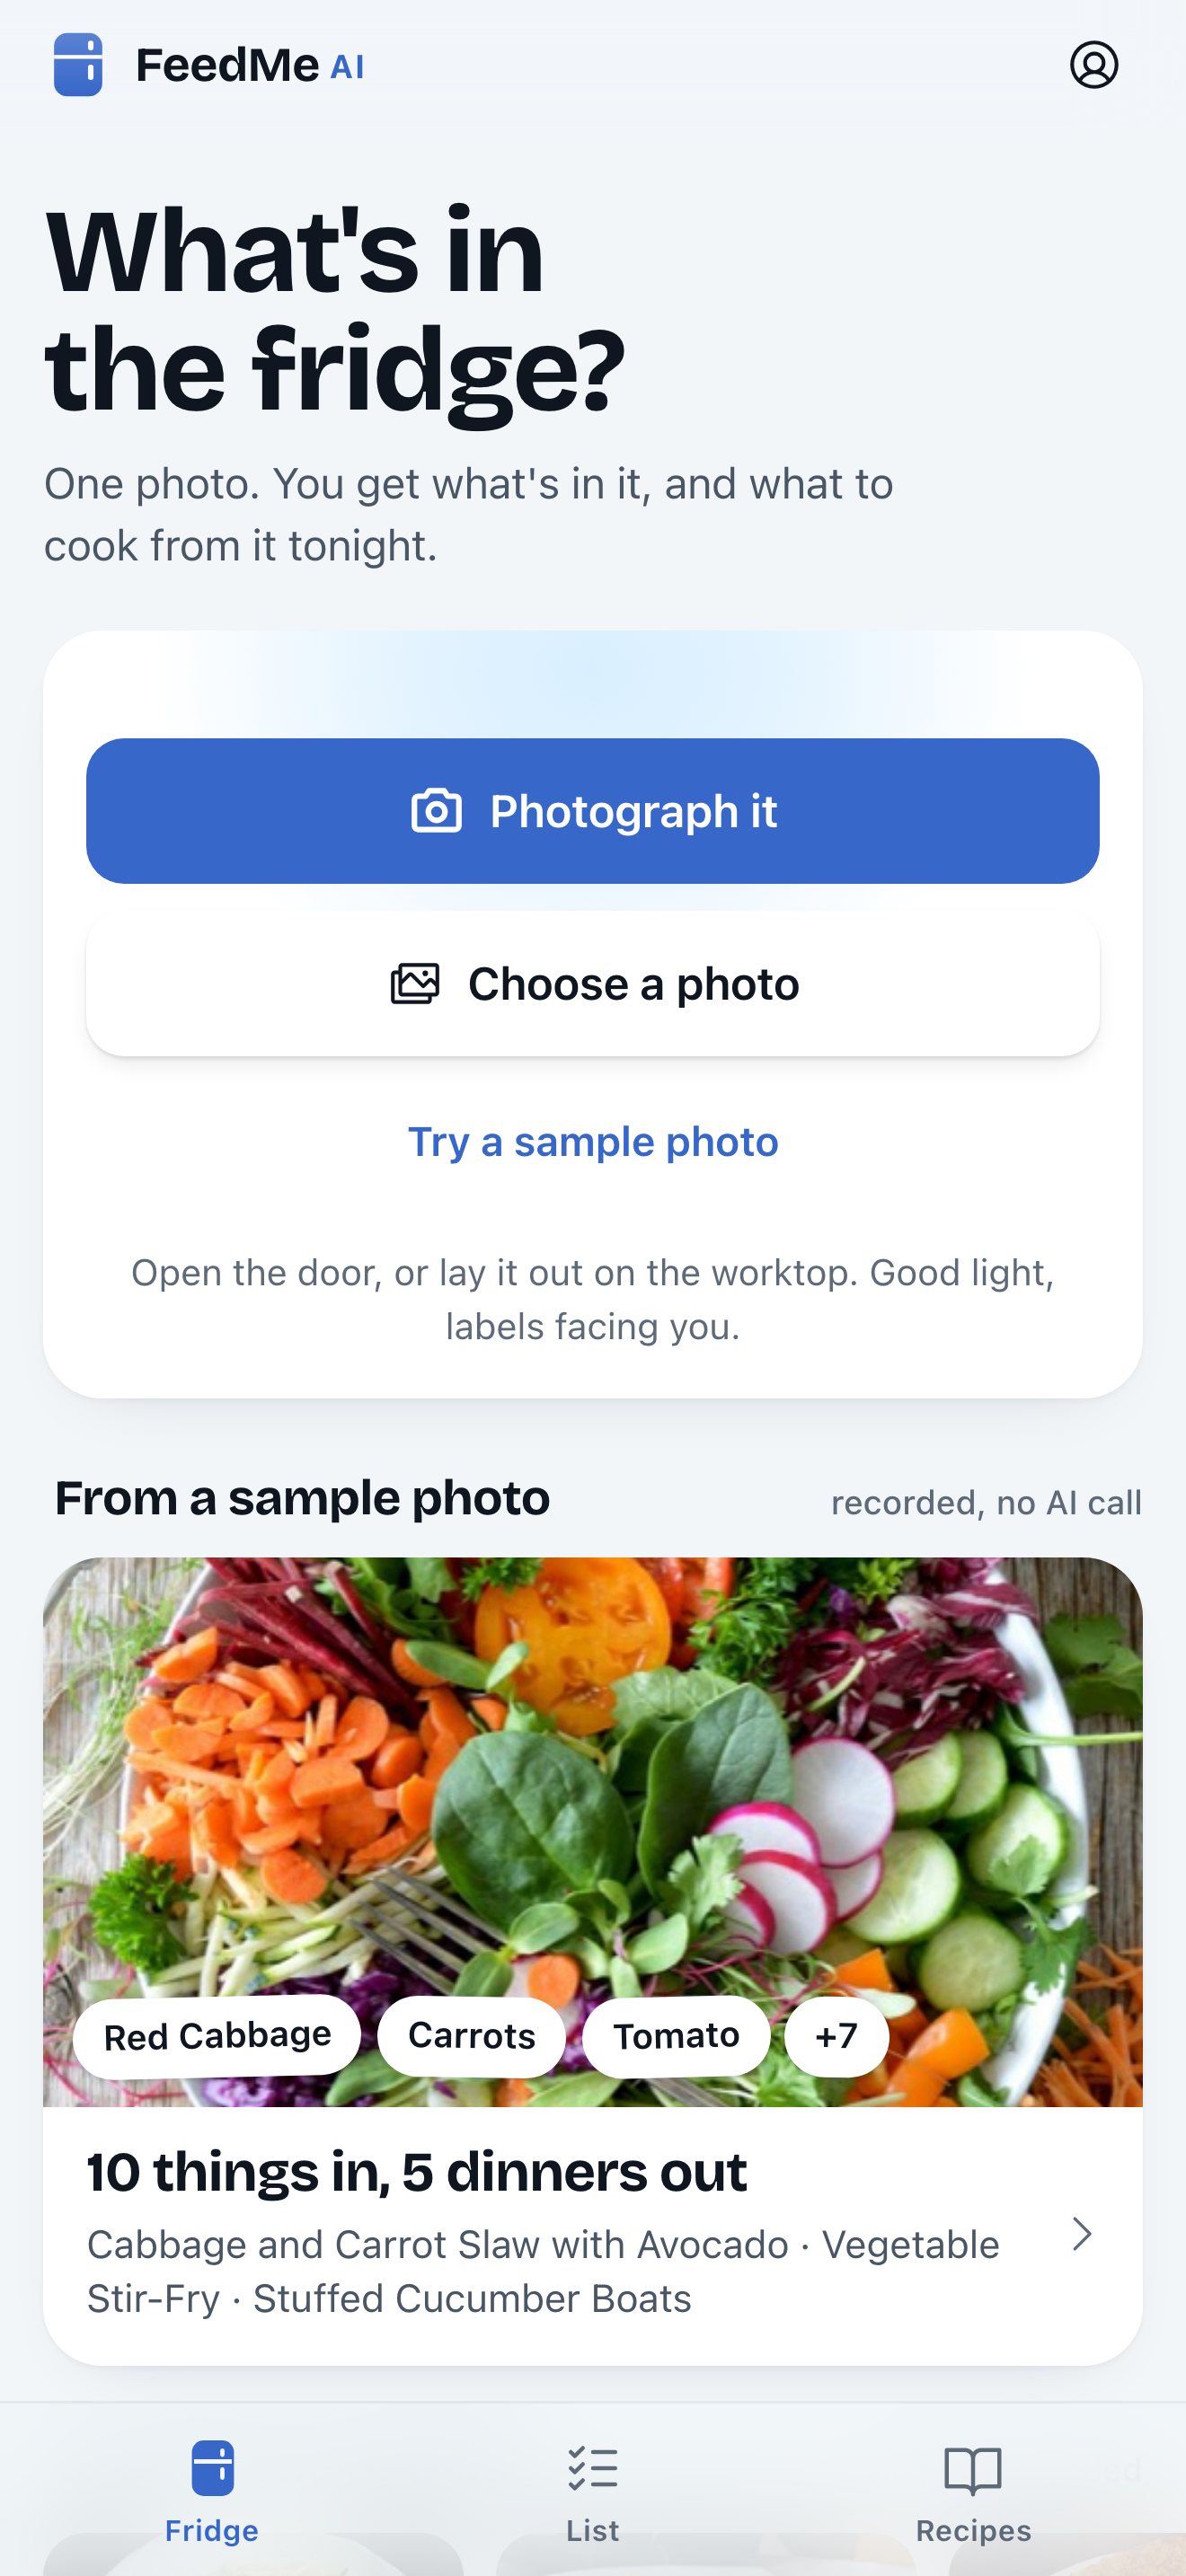 FeedMe AI
What's in
the fridge?
One photo. You get what's in it, and what to
cook from it tonight.
Photograph it
Choose a photo
Try a sample photo
Open the door, or lay it out on the worktop. Good light,
labels facing you.
From a sample photo
recorded, no AI call
Red Cabbage
Carrots
Tomato
+7
10 things in, 5 dinners out
Cabbage and Carrot Slaw with Avocado · Vegetable
Stir-Fry · Stuffed Cucumber Boats
Fridge
List
Recipes